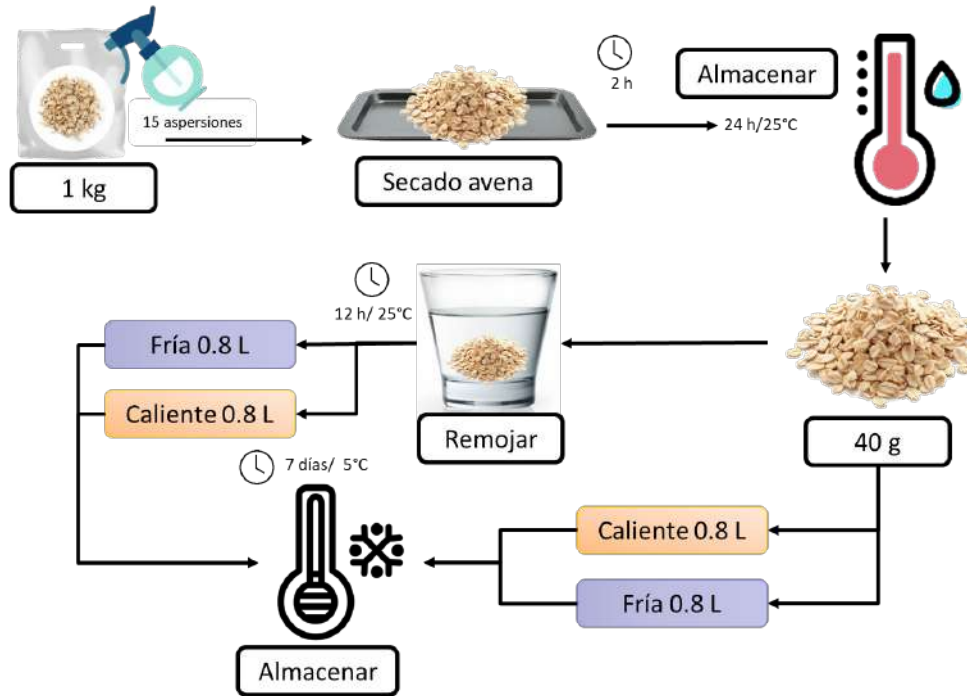 15 aspersiones
1 kg
Secado avena
2 h
Almacenar
24 h/25°C
40 g
12 h/ 25°C
Remojar
Fría 0.8 L
Caliente 0.8 L
Caliente 0.8 L
Fría 0.8 L
7 días/ 5°C
Almacenar